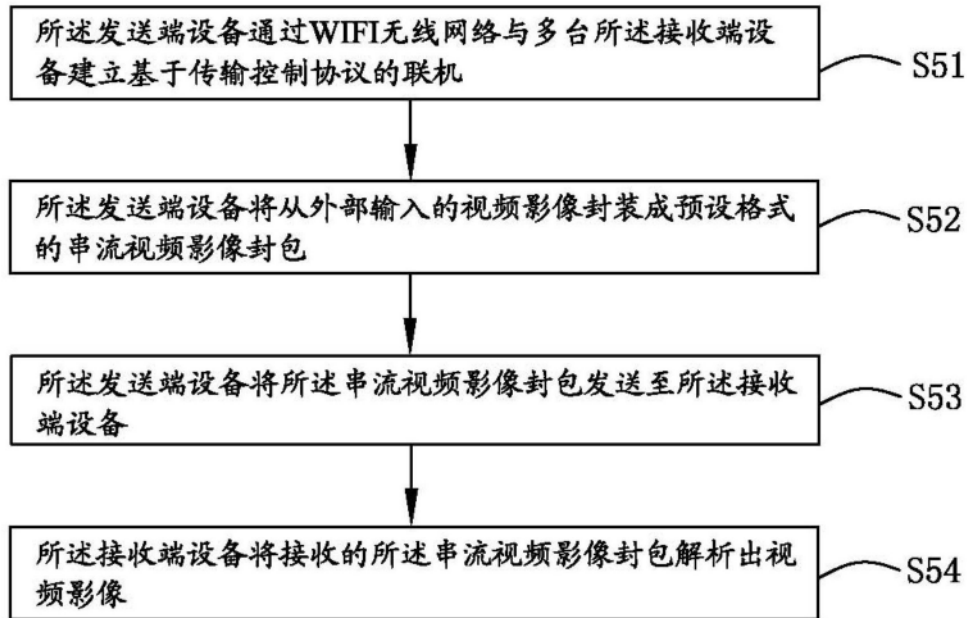 所述发送端设备通过WIFI无线网络与多台所述接收端设
备建立基于传输控制协议的联机
S51
所述发送端设备将从外部输入的视频影像封装成预设格式
的串流视频影像封包
S52
所述发送端设备将所述串流视频影像封包发送至所述接收
端设备
S53
所述接收端设备将接收的所述串流视频影像封包解析出视
频影像
S54